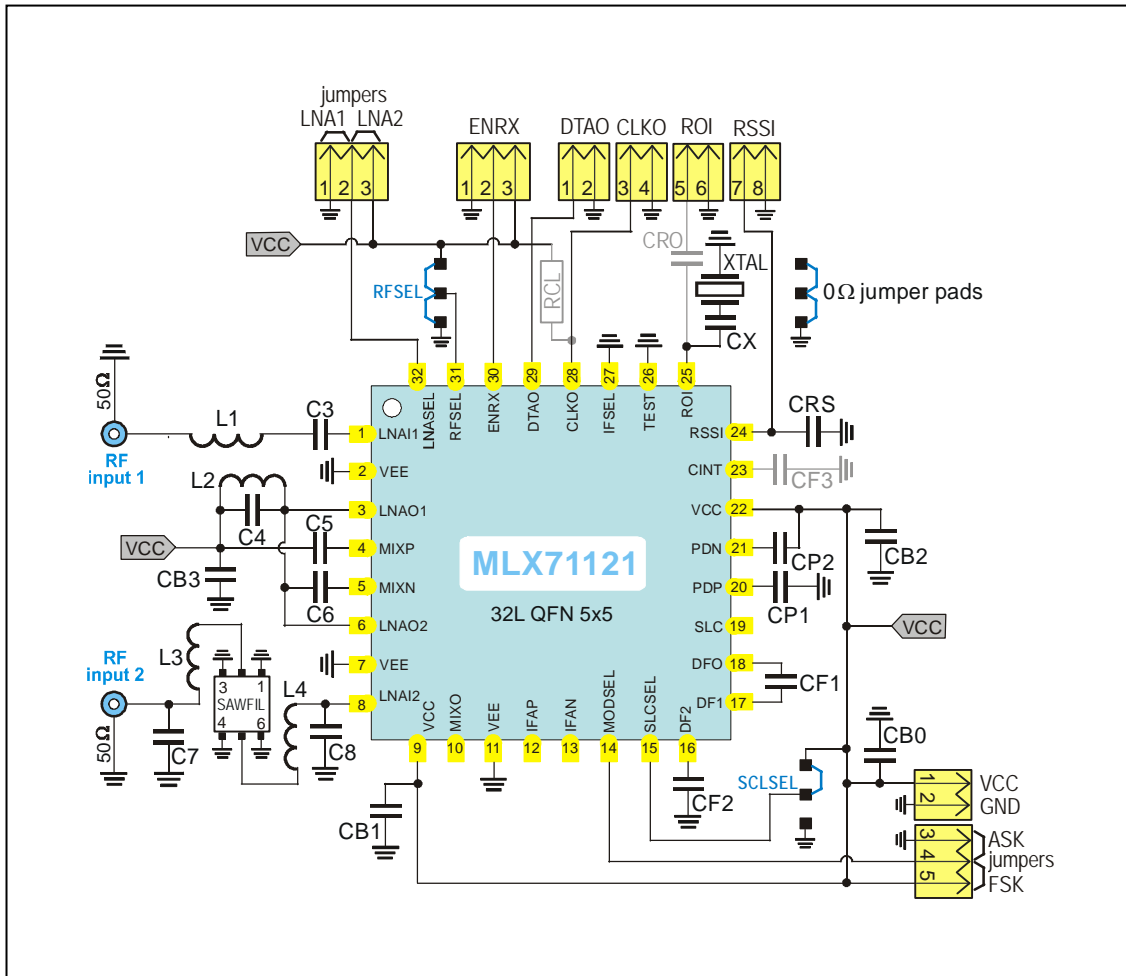 jumpers
LNA1 LNA2
ENRX
DTAO
CLKO
ROI
RSSI
1 2 3
1 2 3
1 2
3 4
5 6
7 8
VCC
RFSEL
RCL
CRO
XTAL
CX
0Ω jumper pads
32 31 30 29 28 27 26 25
LNASEL
RFSEL
ENRX
DTAO
CLKO
IFSEL
TEST
ROI
50Ω
RF
input 1
L1
C3
1 LNAI1
2 VEE
L2
C4
3 LNAO1
VCC
C5
4 MIXP
CB3
C6
5 MIXN
6 LNAO2
7 VEE
8 LNAI2
RF
input 2
50Ω
L3
C7
3 1
SAWFIL
4 6
L4
C8
MLX71121
32L QFN 5x5
RSSI 24
CRS
CINT 23
CF3
VCC 22
CB2
PDN 21
CP2
PDP 20
CP1
SLC 19
VCC
DFO 18
CF1
DF1 17
VCC
MIXO
VEE
IFAP
IFAN
MODSEL
SLCSEL
DF2
9 10 11 12 13 14 15 16
CB1
CF2
SCLSEL
CB0
1 VCC
2 GND
3 ASK
4 jumpers
5 FSK